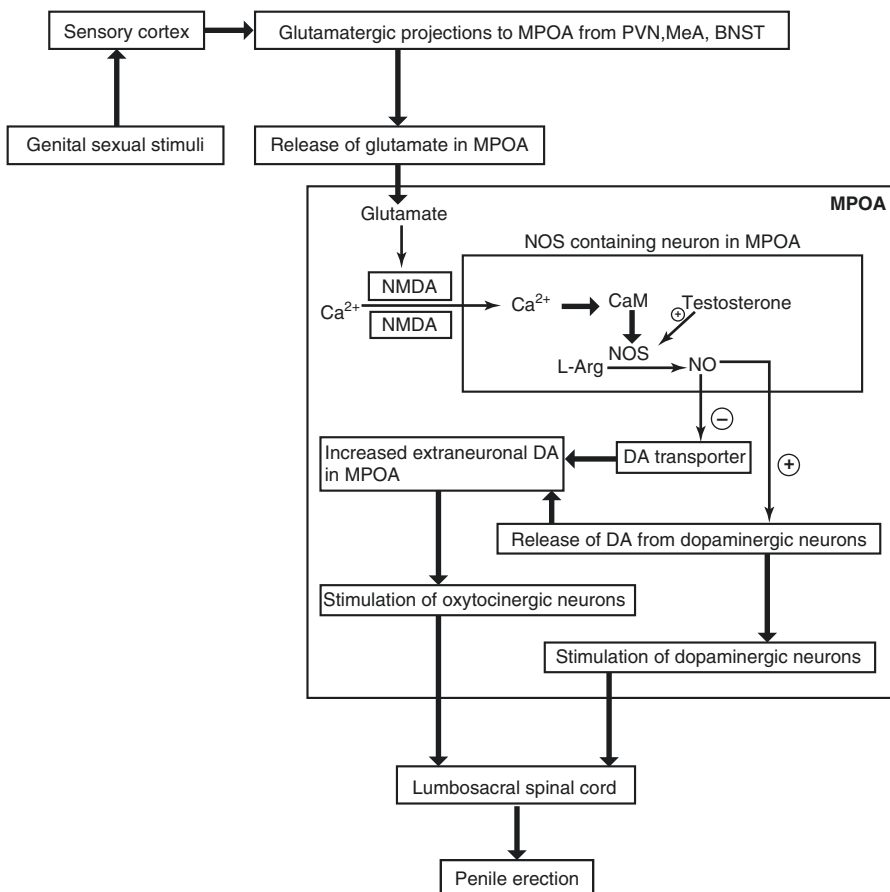 Sensory cortex
Glutamatergic projections to MPOA from PVN,MeA, BNST
Genital sexual stimuli
Release of glutamate in MPOA
MPOA
Glutamate
NOS containing neuron in MPOA
NMDA
Ca2+
NMDA
Ca2+
CaM
+
Testosterone
NOS
L-Arg
NO
−
Increased extraneuronal DA
in MPOA
DA transporter
+
Release of DA from dopaminergic neurons
Stimulation of oxytocinergic neurons
Stimulation of dopaminergic neurons
Lumbosacral spinal cord
Penile erection